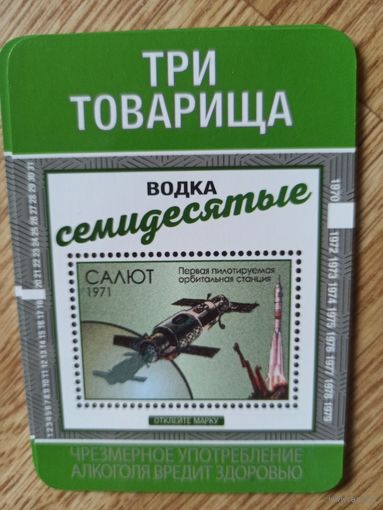 ТРИ
ТОВАРИЩА
ВОДКА
семидесятые
САЛЮТ
1971
Первая пилотируемая
орбитальная станция
ОТКЛЕЙТЕ МАРКУ
ЧРЕЗМЕРНОЕ УПОТРЕБЛЕНИЕ
АЛКОГОЛЯ ВРЕДИТ ЗДОРОВЬЮ